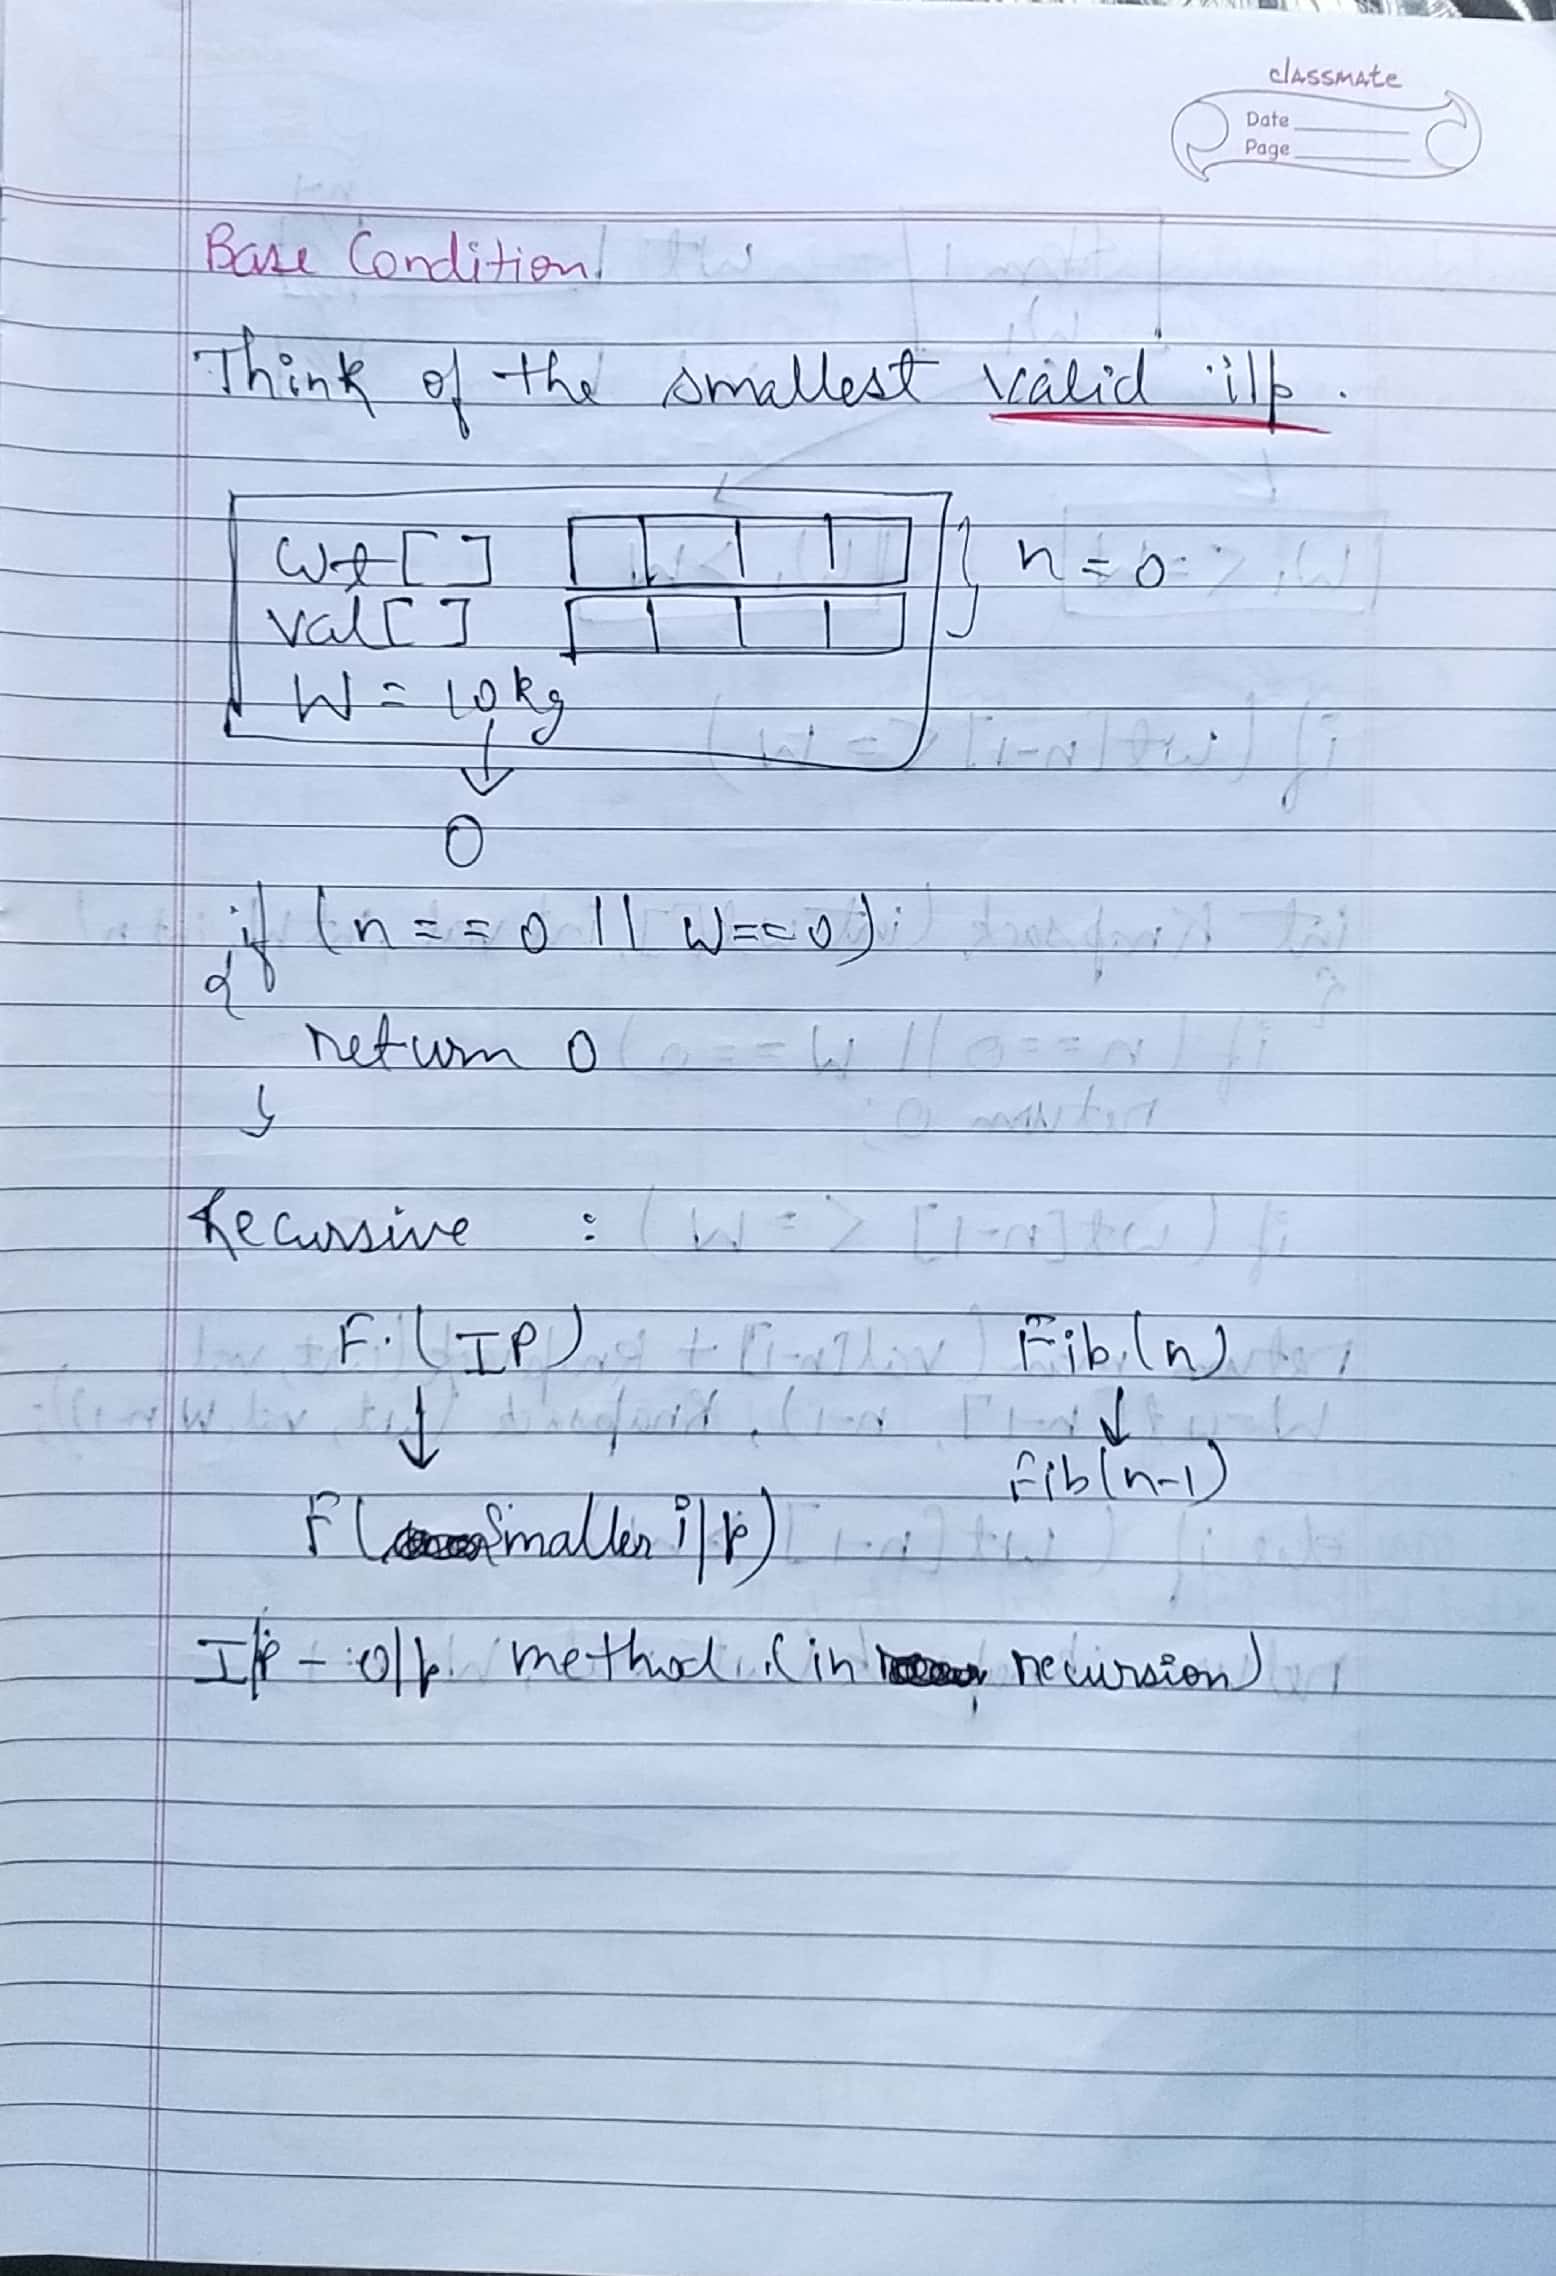 classmate
Date
Page
Base Condition
Think of the smallest valid i/p.
wt[]
n = 0
val[]
W = 10kg
0
if (n == 0 || W==0)
{
return 0
}
Recursive :
F.(IP)
Fib(n)
Fib(n-1)
F(Smaller i/p)
I/p - o/p method (in recursion)